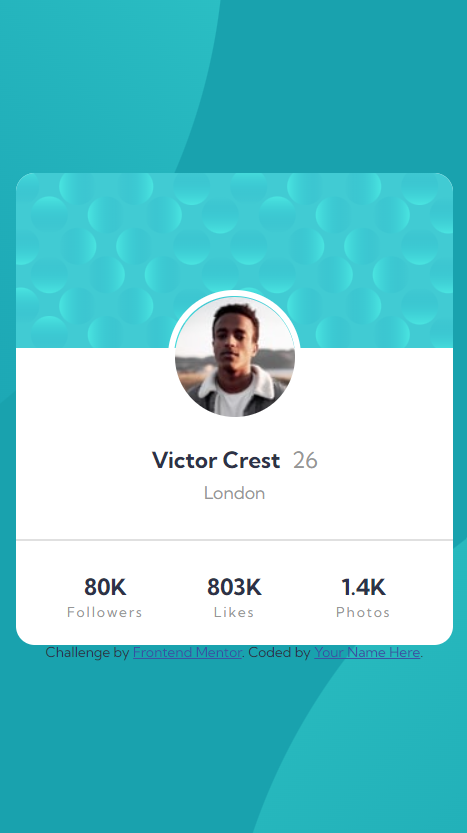 Victor Crest 26
London
80K 803K 1.4K
Followers Likes Photos
Challenge by Frontend Mentor. Coded by Your Name Here.